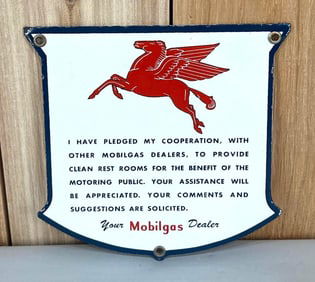 I HAVE PLEDGED MY COOPERATION, WITH
OTHER MOBILGAS DEALERS, TO PROVIDE
CLEAN REST ROOMS FOR THE BENEFIT OF THE
MOTORING PUBLIC. YOUR ASSISTANCE WILL
BE APPRECIATED. YOUR COMMENTS AND
SUGGESTIONS ARE SOLICITED.
Your Mobilgas Dealer